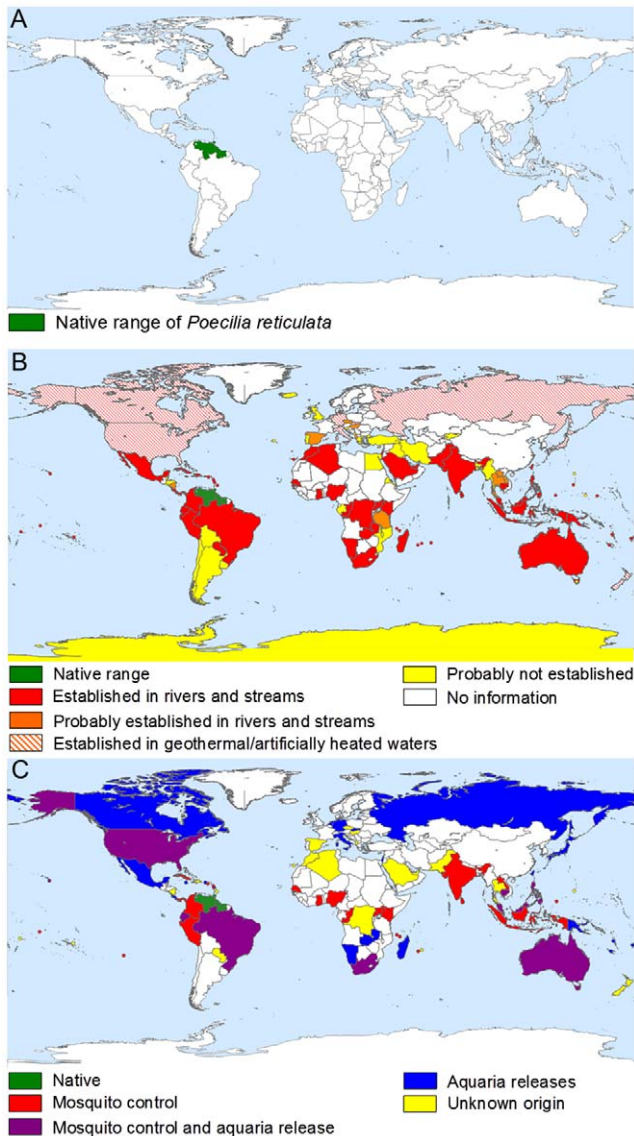 A
Native range of Poecilia reticulata
B
Native range
Established in rivers and streams
Probably established in rivers and streams
Established in geothermal/artificially heated waters
Probably not established
No information
C
Native
Mosquito control
Mosquito control and aquaria release
Aquaria releases
Unknown origin